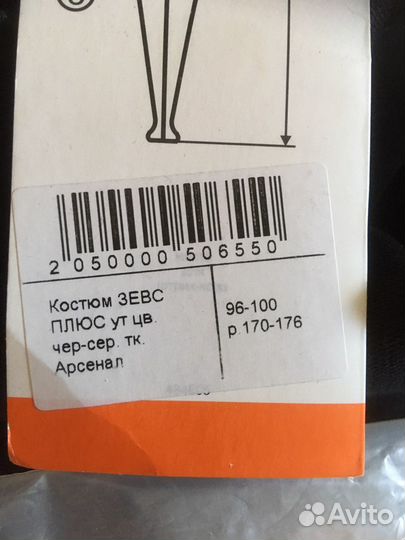 2 050000 506550
Костюм ЗЕВС
ПЛЮС ут цв.
чер-сер. тк.
Арсенал
96-100
р.170-176
Avito